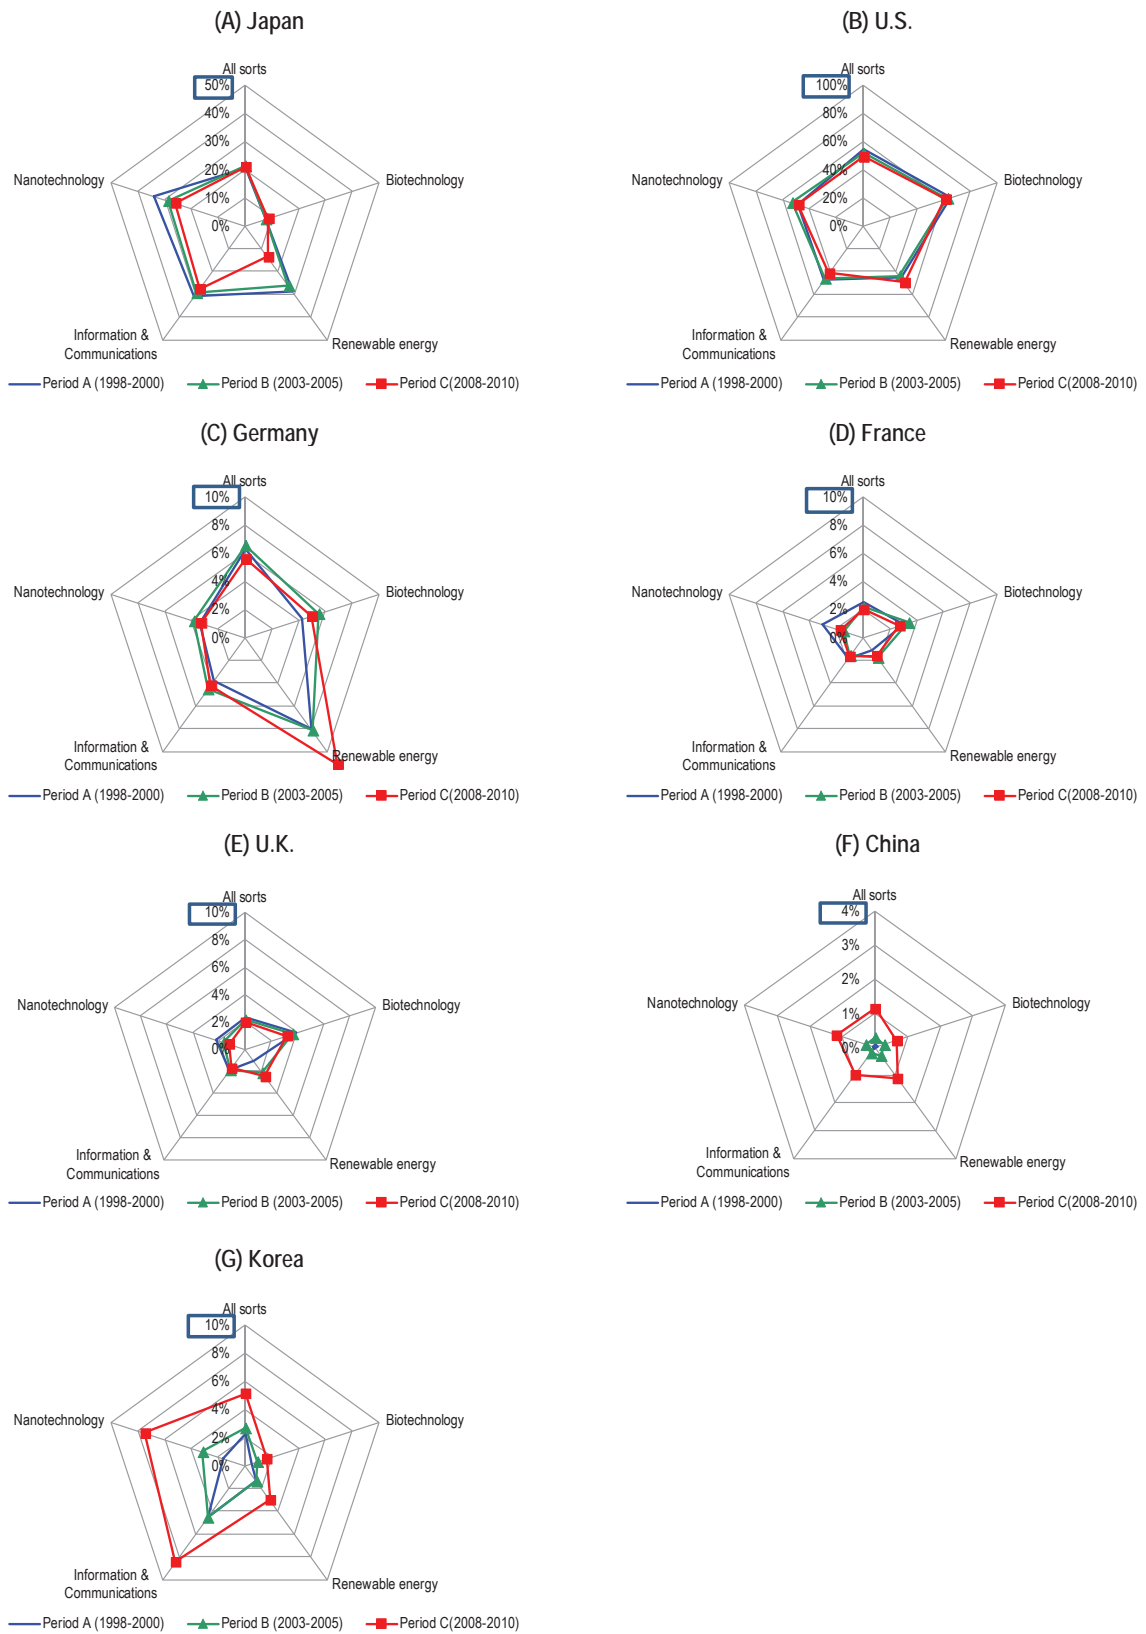 (A) Japan
All sorts
50%
40%
30%
20%
10%
0%
Nanotechnology
Biotechnology
Information &
Communications
Renewable energy
Period A (1998-2000) Period B (2003-2005) Period C(2008-2010)
(B) U.S.
All sorts
100%
80%
60%
40%
20%
0%
Nanotechnology
Biotechnology
Information &
Communications
Renewable energy
Period A (1998-2000) Period B (2003-2005) Period C(2008-2010)
(C) Germany
All sorts
10%
8%
6%
4%
2%
0%
Nanotechnology
Biotechnology
Information &
Communications
Renewable energy
Period A (1998-2000) Period B (2003-2005) Period C(2008-2010)
(D) France
All sorts
10%
8%
6%
4%
2%
0%
Nanotechnology
Biotechnology
Information &
Communications
Renewable energy
Period A (1998-2000) Period B (2003-2005) Period C(2008-2010)
(E) U.K.
All sorts
10%
8%
6%
4%
2%
0%
Nanotechnology
Biotechnology
Information &
Communications
Renewable energy
Period A (1998-2000) Period B (2003-2005) Period C(2008-2010)
(F) China
All sorts
4%
3%
2%
1%
0%
Nanotechnology
Biotechnology
Information &
Communications
Renewable energy
Period A (1998-2000) Period B (2003-2005) Period C(2008-2010)
(G) Korea
All sorts
10%
8%
6%
4%
2%
0%
Nanotechnology
Biotechnology
Information &
Communications
Renewable energy
Period A (1998-2000) Period B (2003-2005) Period C(2008-2010)